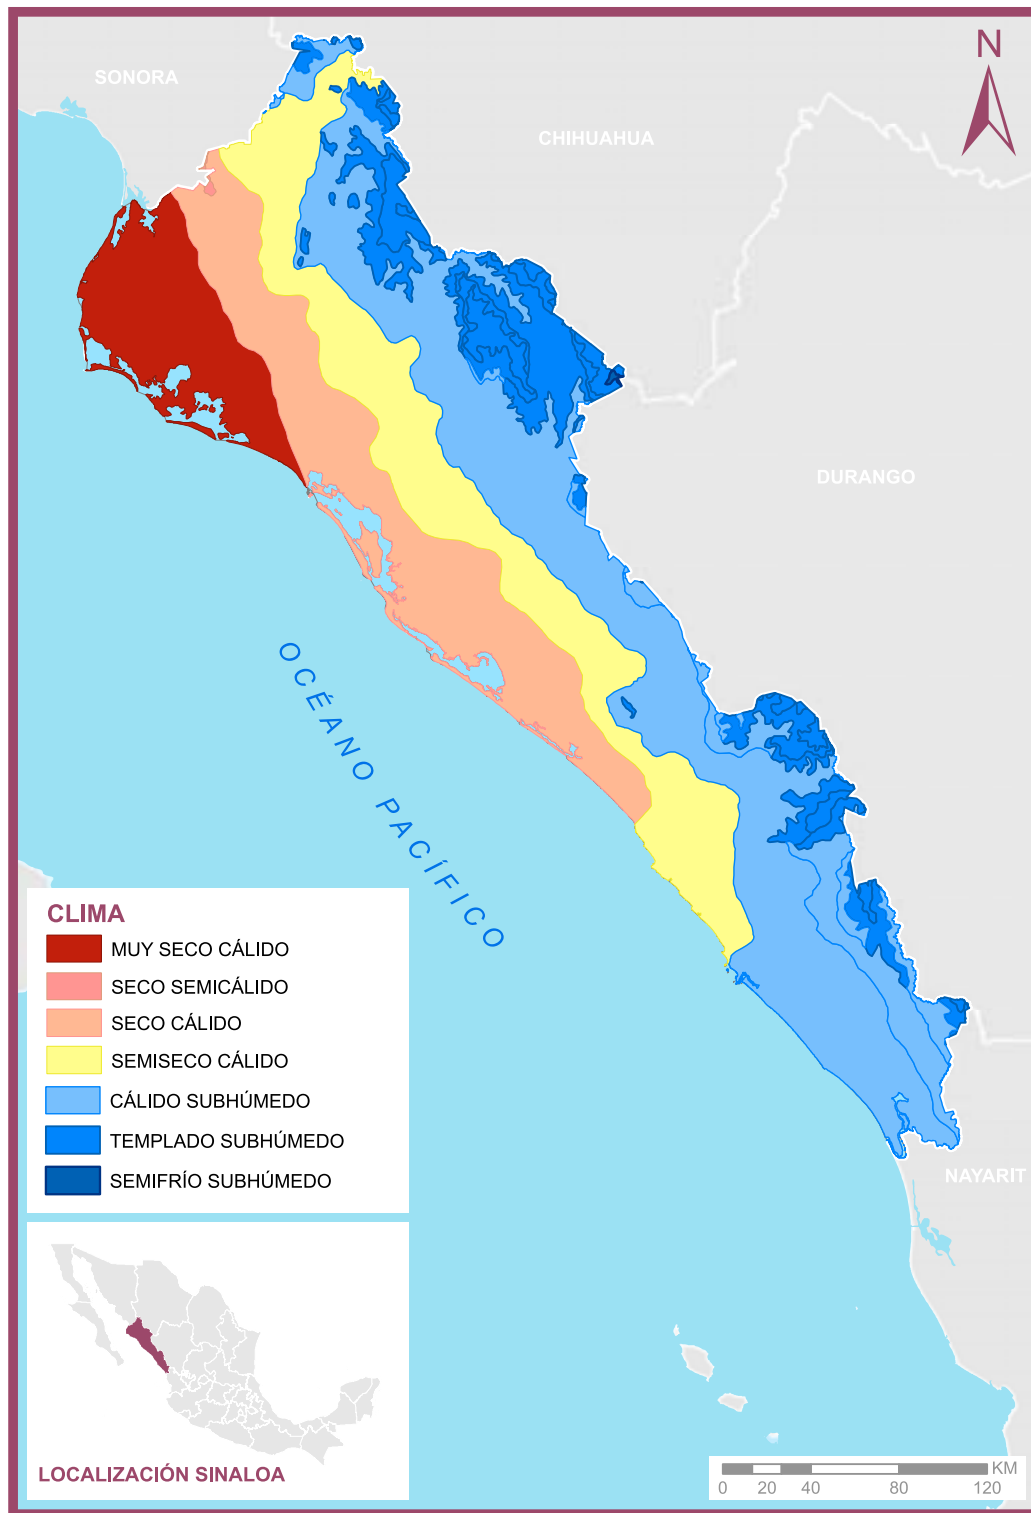 N
SONORA
CHIHUAHUA
DURANGO
OCÉANO PACÍFICO
NAYARIT
CLIMA
MUY SECO CÁLIDO
SECO SEMICÁLIDO
SECO CÁLIDO
SEMISECO CÁLIDO
CÁLIDO SUBHÚMEDO
TEMPLADO SUBHÚMEDO
SEMIFRÍO SUBHÚMEDO
LOCALIZACIÓN SINALOA
KM
0 20 40 80 120